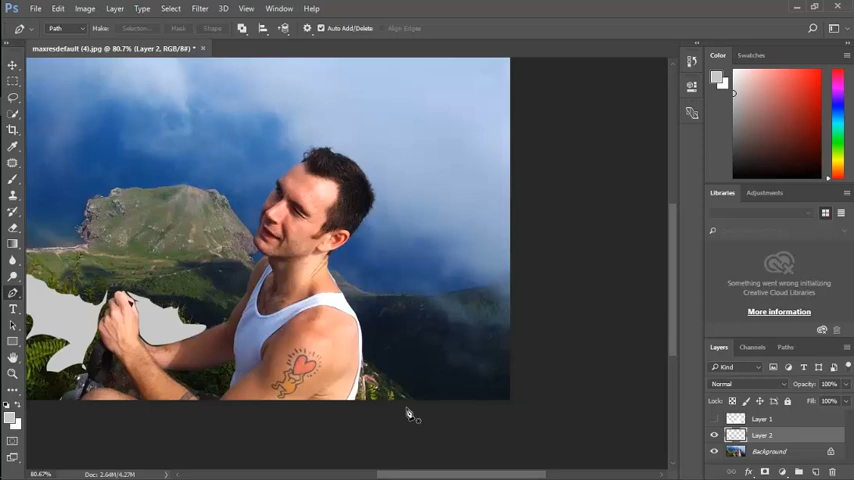 Ps File Edit Image Layer Type Select Filter 3D View Window Help
Path Make: Selection... Mask Shape Auto Add/Delete Align Edges
maxresdefault (4).jpg @ 80.7% (Layer 2, RGB/8#) * ×
Color Swatches
Libraries Adjustments
Something went wrong initializing
Creative Cloud Libraries
More information
Layers Channels Paths
Kind
Normal Opacity: 100%
Lock: Fill: 100%
Layer 1
Layer 2
Background
80.67% Doc: 2.64M/4.27M
fx